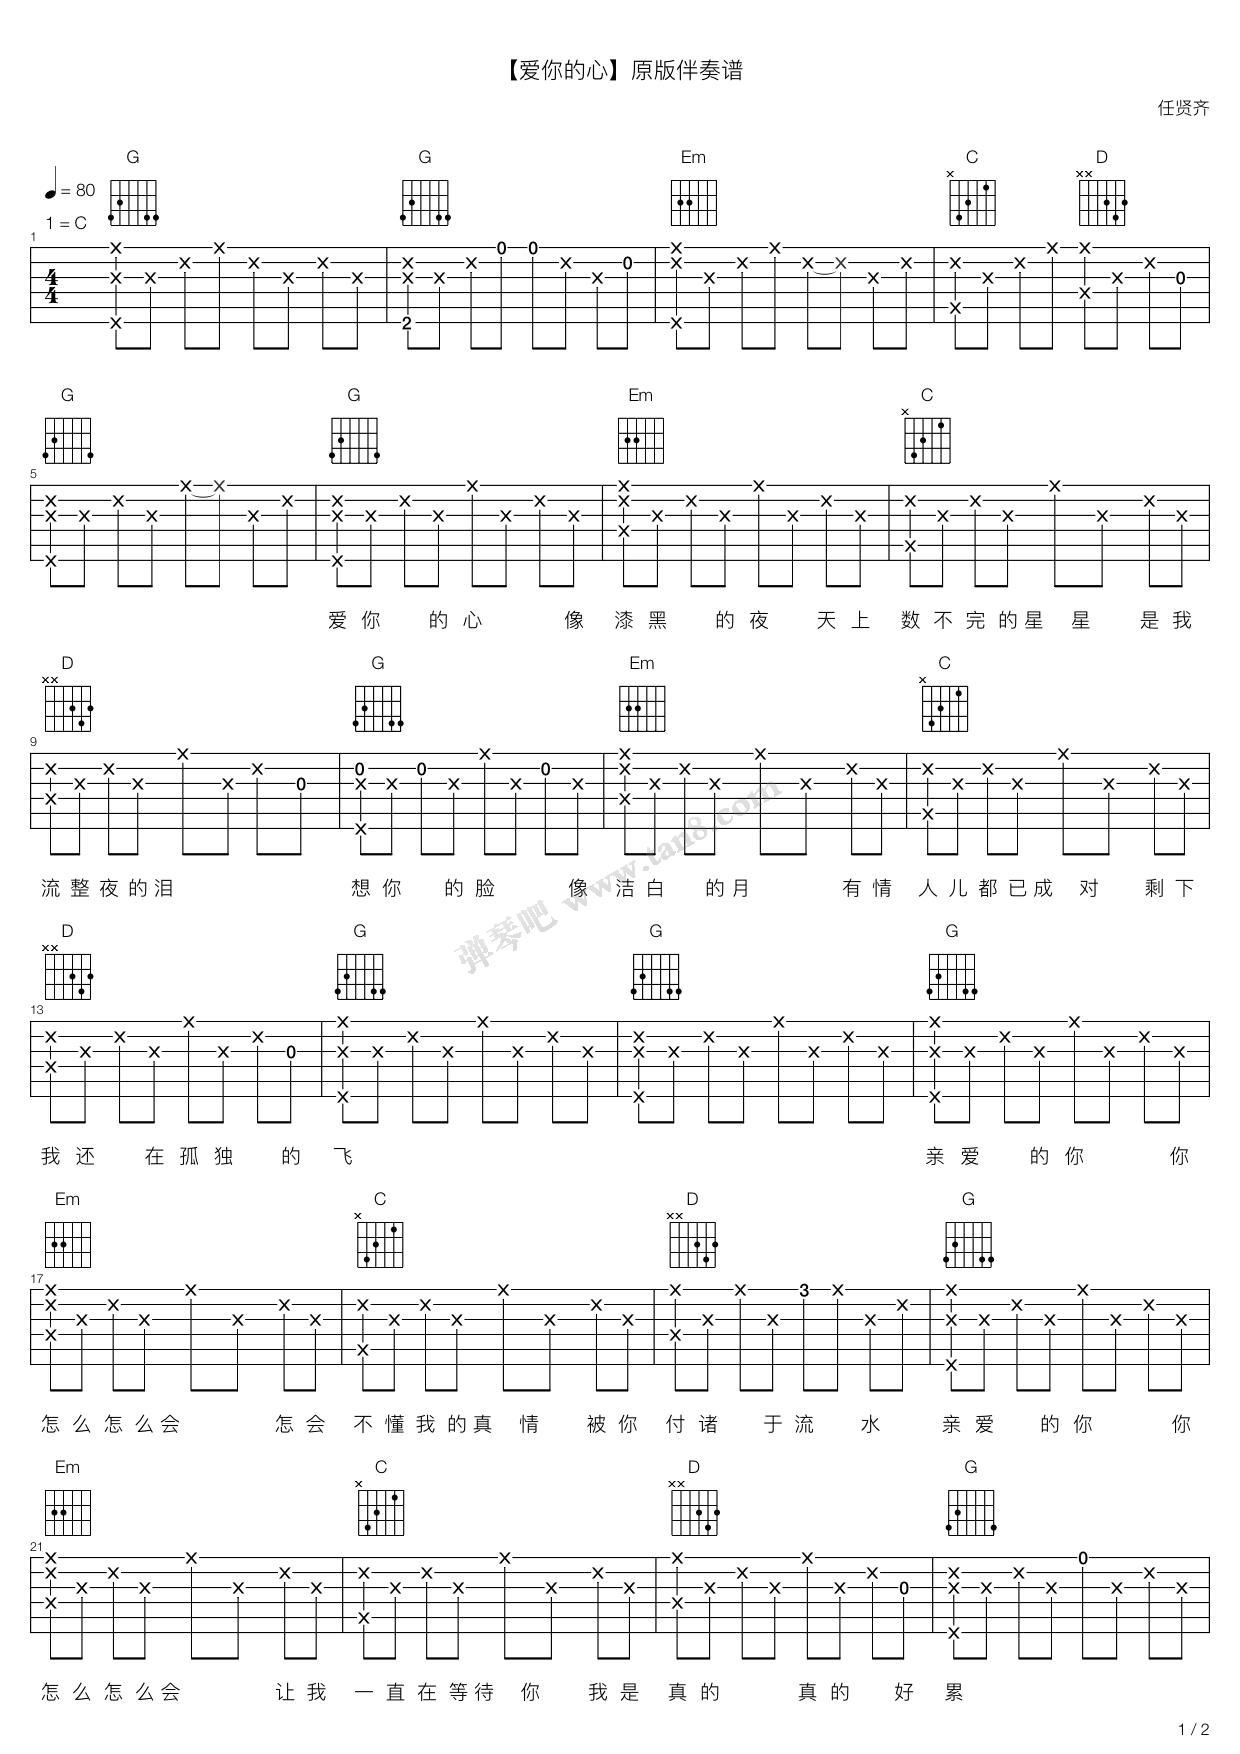 【爱你的心】原版伴奏谱
任贤齐
G G Em C D
= 80
1 = C
1
4
4
0 0 0
2
0
G G Em C
5
爱你 的心 像 漆黑 的夜 天上 数不完的星 星 是我
D G Em C
9
0 0 0 0
流整夜的泪 想你 的脸 像 洁白 的月 有情 人儿都已成 对 剩下
D G G G
13
0
我还 在孤独 的 飞 亲爱 的你 你
Em C D G
17
3
怎么怎么会 怎会 不懂我的真 情 被你 付诸 于流 水 亲爱 的你 你
Em C D G
21
0 0
怎么怎么会 让我 一直在等待 你 我是 真的 真的 好 累
弹琴吧 www.tan8.com
1 / 2